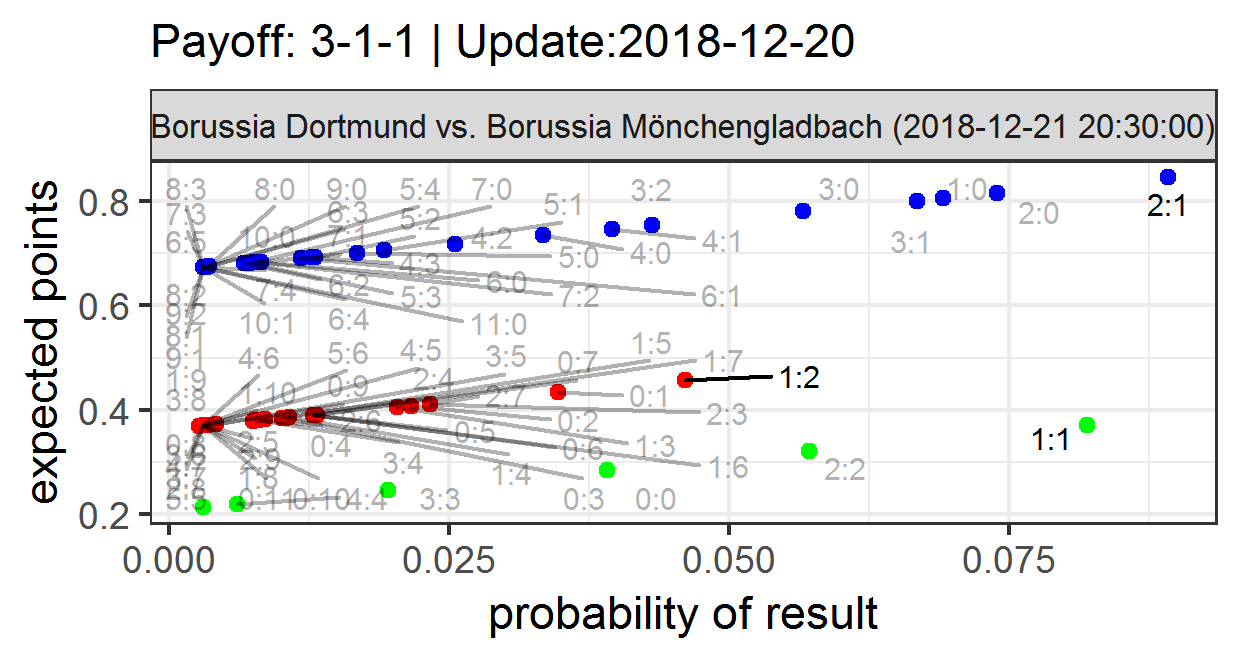 Payoff: 3-1-1 | Update:2018-12-20
Borussia Dortmund vs. Borussia Mönchengladbach (2018-12-21 20:30:00)
expected points
0.8
0.6
0.4
0.2
8:3 8:0 9:0 5:4 7:0 5:1 3:2 3:0 1:0 2:1
7:3 6:3 5:2 2:0
6:5 10:0 7:1 4:2 4:0 4:1 3:1
4:3 5:0
8:2 7:4 6:2 5:3 6:0 7:2 6:1
9:2 10:1 6:4 11:0
8:1
9:1 4:6 5:6 4:5 3:5 0:7 1:5 1:7
1:9 1:10 0:9 2:4 1:2
3:8 2:6 2:7 0:1 2:3
2:5 0:4 0:5 0:2 1:3 1:1
2:9 3:4 0:6 1:6 2:2
1:8 1:4
0:11 0:10 4:4 3:3 0:3 0:0
0.000 0.025 0.050 0.075
probability of result